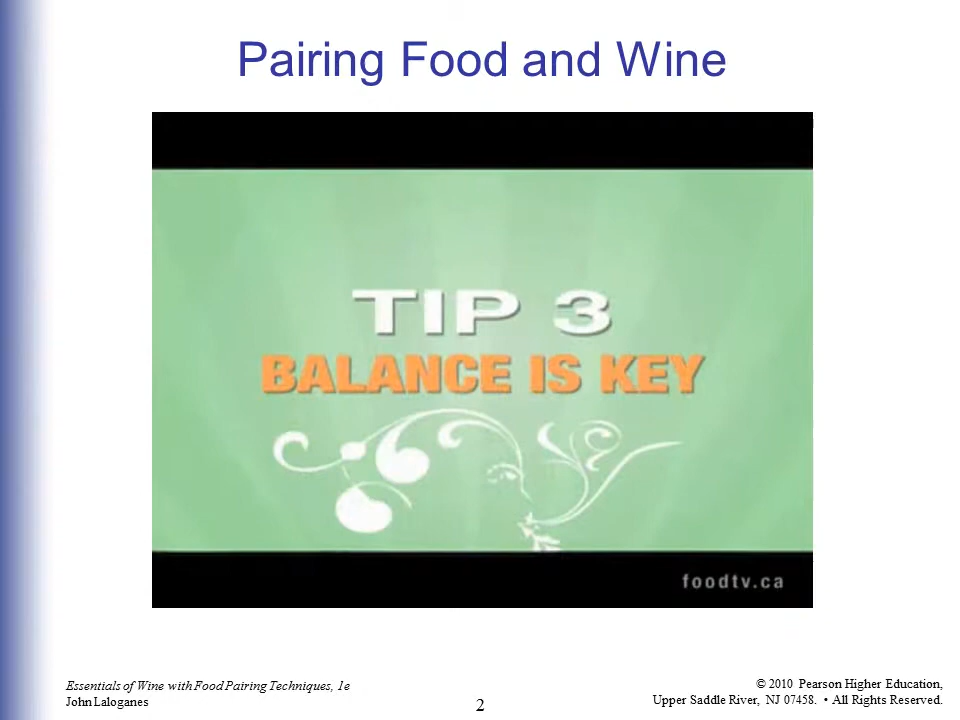 Pairing Food and Wine
TIP 3
BALANCE IS KEY
foodtv.ca
Essentials of Wine with Food Pairing Techniques, 1e
John Laloganes
2
© 2010 Pearson Higher Education,
Upper Saddle River, NJ 07458. • All Rights Reserved.